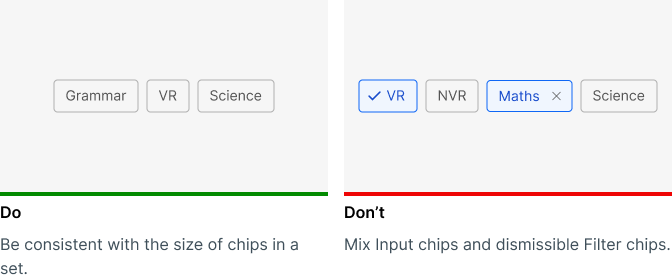 Grammar VR Science
VR NVR Maths Science
Do
Be consistent with the size of chips in a
set.
Don’t
Mix Input chips and dismissible Filter chips.